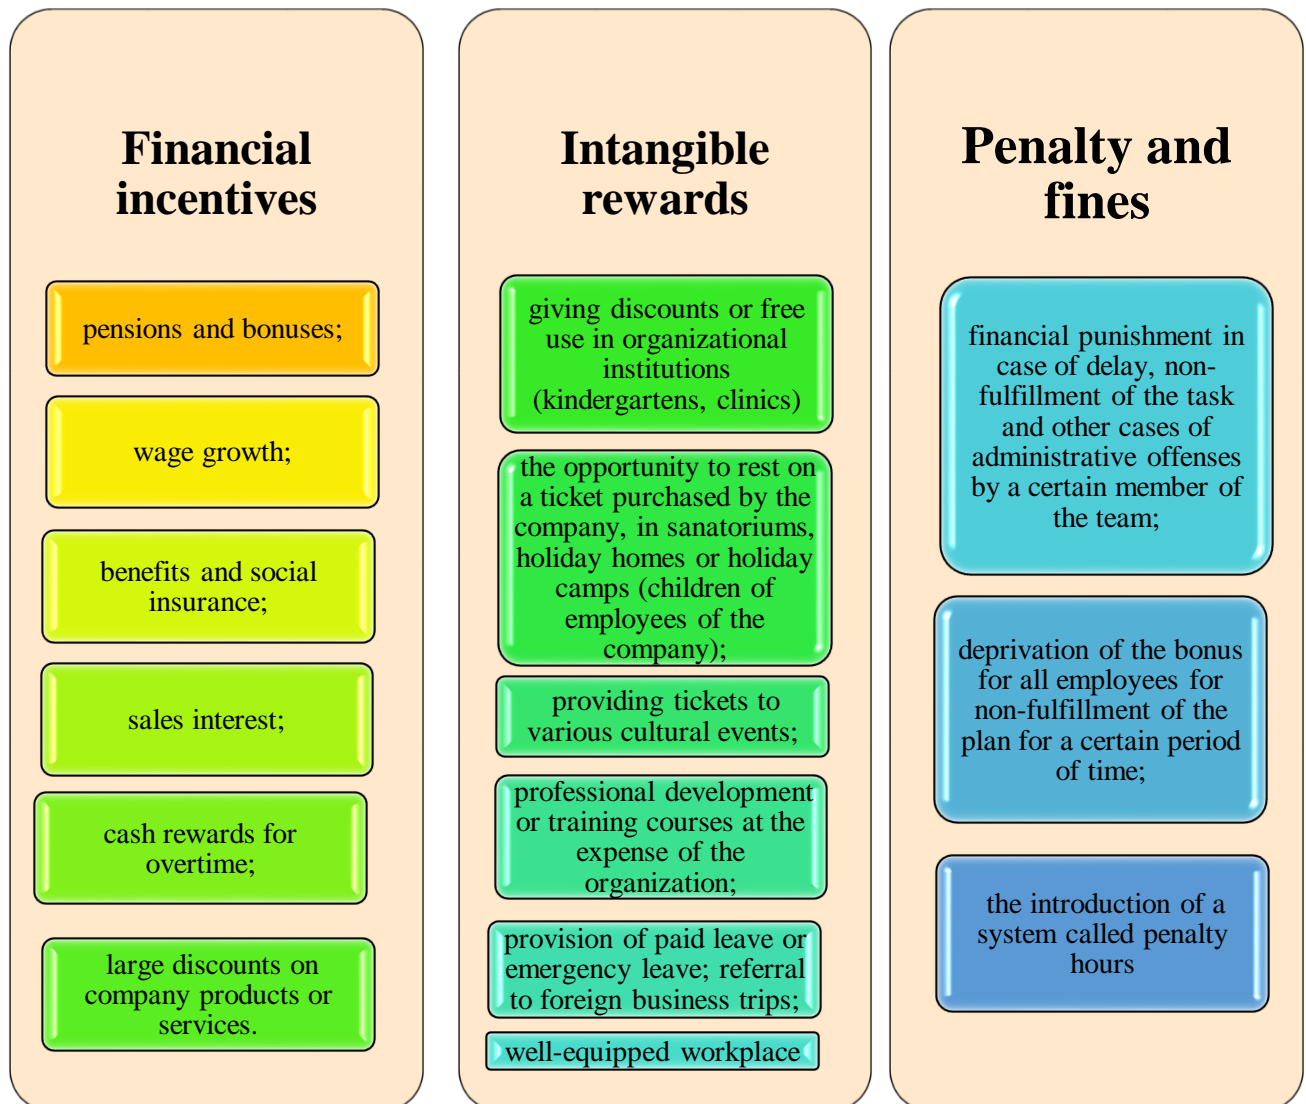 Financial
incentives
pensions and bonuses;
wage growth;
benefits and social
insurance;
sales interest;
cash rewards for
overtime;
large discounts on
company products or
services.
Intangible
rewards
giving discounts or free
use in organizational
institutions
(kindergartens, clinics)
the opportunity to rest on
a ticket purchased by the
company, in sanatoriums,
holiday homes or holiday
camps (children of
employees of the
company);
providing tickets to
various cultural events;
professional development
or training courses at the
expense of the
organization;
provision of paid leave or
emergency leave; referral
to foreign business trips;
well-equipped workplace
Penalty and
fines
financial punishment in
case of delay, non-
fulfillment of the task
and other cases of
administrative offenses
by a certain member of
the team;
deprivation of the bonus
for all employees for
non-fulfillment of the
plan for a certain period
of time;
the introduction of a
system called penalty
hours